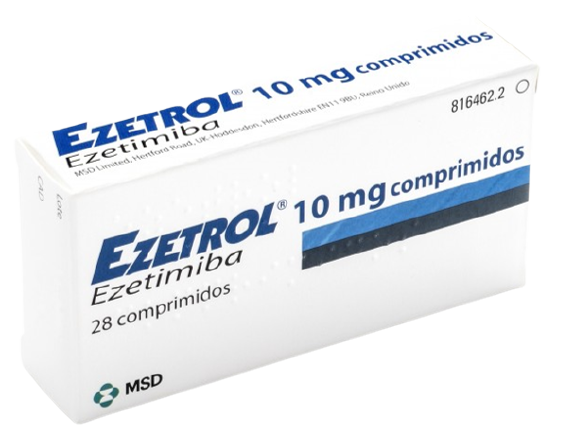 EZETROL® 10 mg comprimidos
Ezetimiba
MSD Limited, Hertford Road, UK-Hoddesdon, Hertfordshire EN11 9BU, Reino Unido
816462.2
Lote
CAD
EZETROL® 10 mg comprimidos
Ezetimiba
28 comprimidos
MSD